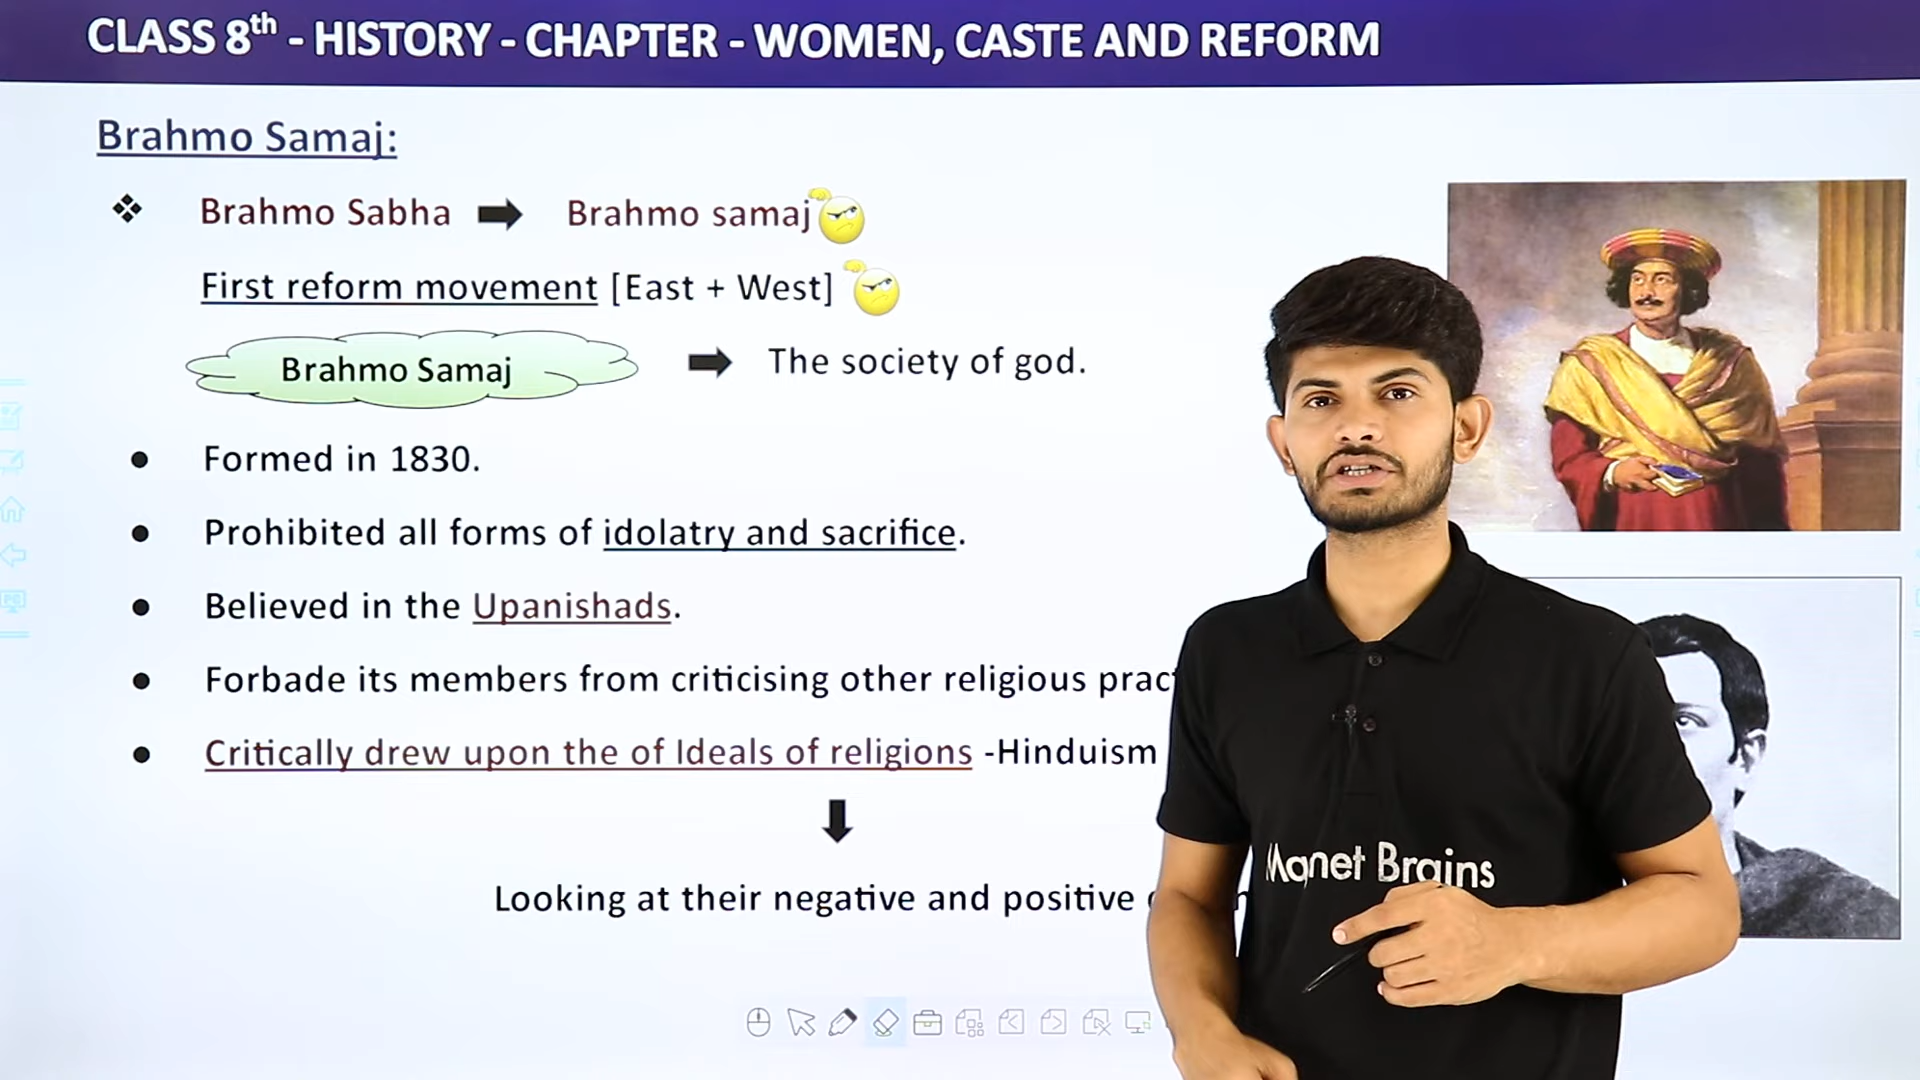 CLASS 8th - HISTORY - CHAPTER - WOMEN, CASTE AND REFORM
Brahmo Samaj:
❖ Brahmo Sabha ➡ Brahmo samaj
First reform movement [East + West]
Brahmo Samaj ➡ The society of god.
● Formed in 1830.
● Prohibited all forms of idolatry and sacrifice.
● Believed in the Upanishads.
● Forbade its members from criticising other religious
● Critically drew upon the of Ideals of religions -Hinduism
Looking at their negative and positive
Magnet Brains